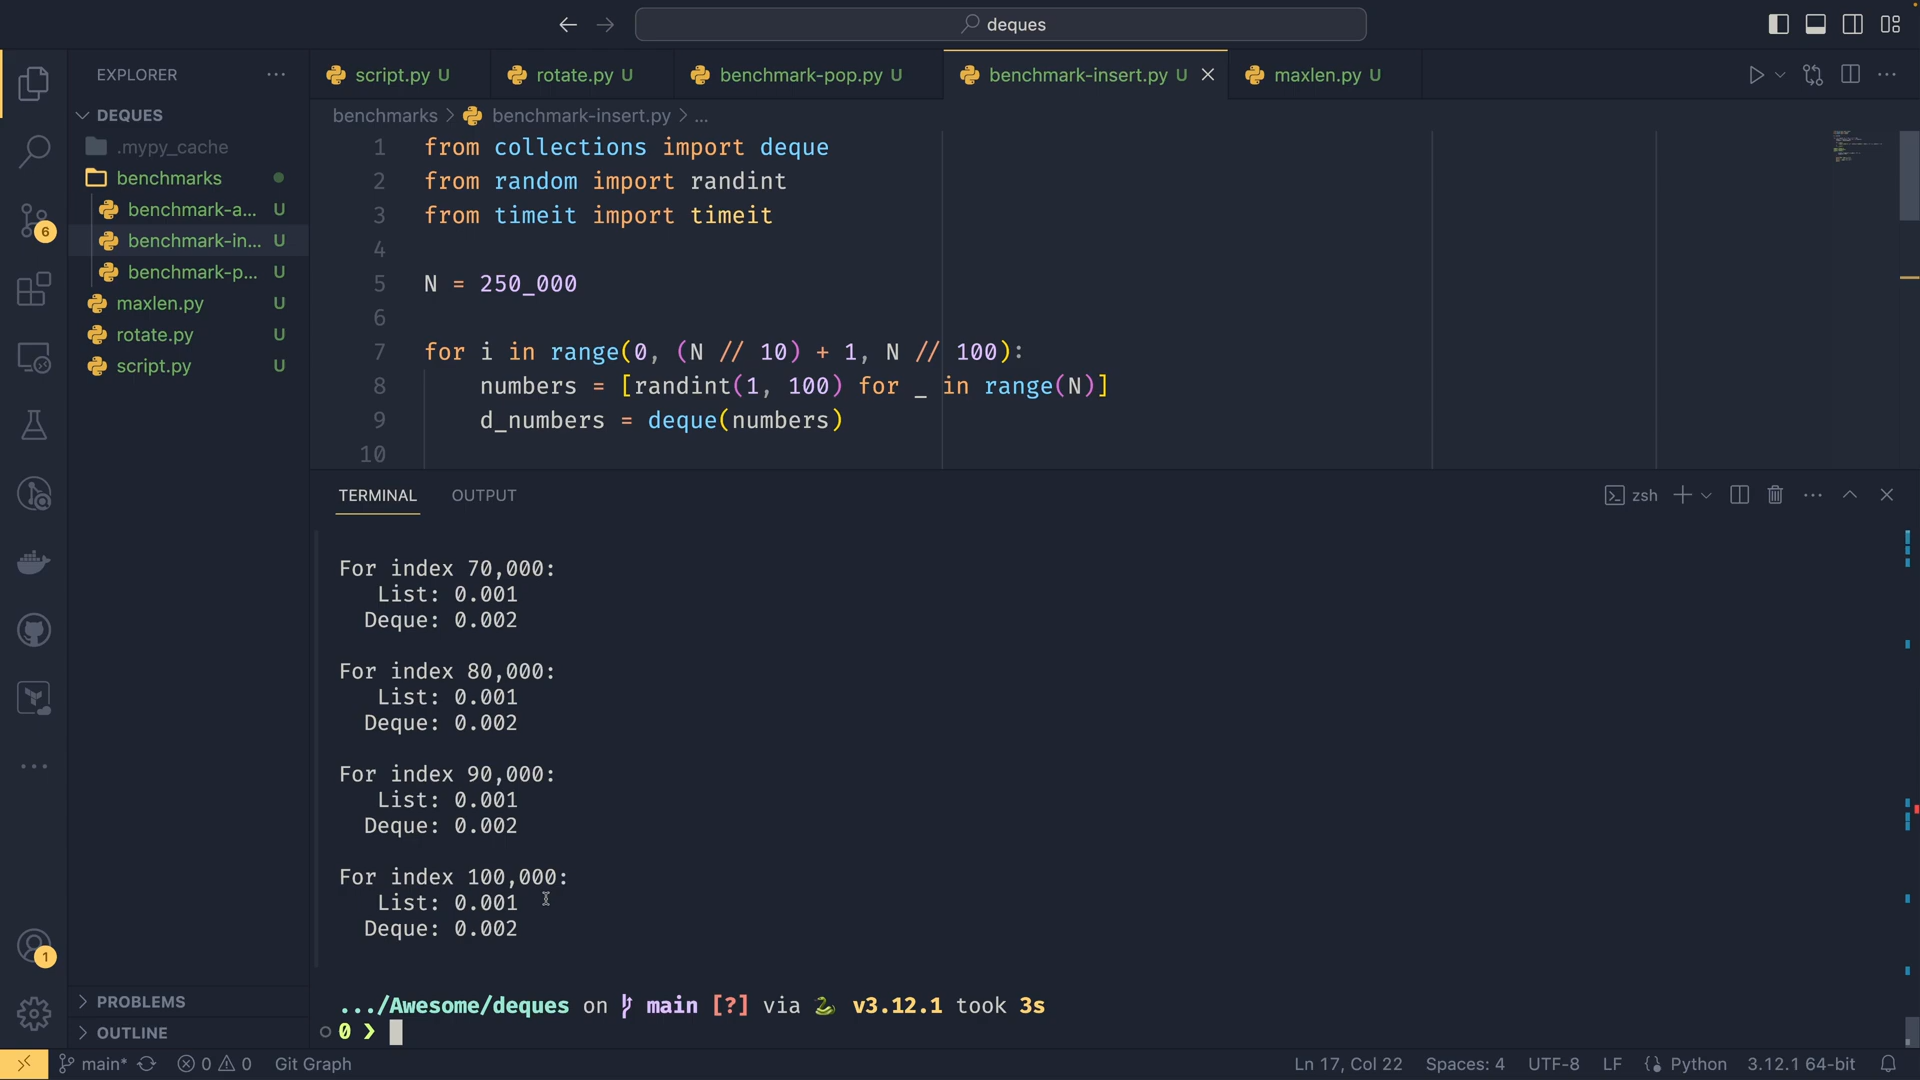 deques
EXPLORER
script.py U
rotate.py U
benchmark-pop.py U
benchmark-insert.py U
maxlen.py U
DEQUES
.mypy_cache
benchmarks
benchmark-a... U
benchmark-in... U
benchmark-p... U
maxlen.py U
rotate.py U
script.py U
6
1
PROBLEMS
OUTLINE
benchmarks > benchmark-insert.py > ...
1 from collections import deque
2 from random import randint
3 from timeit import timeit
4
5 N = 250_000
6
7 for i in range(0, (N // 10) + 1, N // 100):
8 numbers = [randint(1, 100) for _ in range(N)]
9 d_numbers = deque(numbers)
10
TERMINAL OUTPUT
zsh
For index 70,000:
List: 0.001
Deque: 0.002
For index 80,000:
List: 0.001
Deque: 0.002
For index 90,000:
List: 0.001
Deque: 0.002
For index 100,000:
List: 0.001
Deque: 0.002
.../Awesome/deques on main [?] via v3.12.1 took 3s
0 ❯
main* 0 0 Git Graph
Ln 17, Col 22 Spaces: 4 UTF-8 LF Python 3.12.1 64-bit